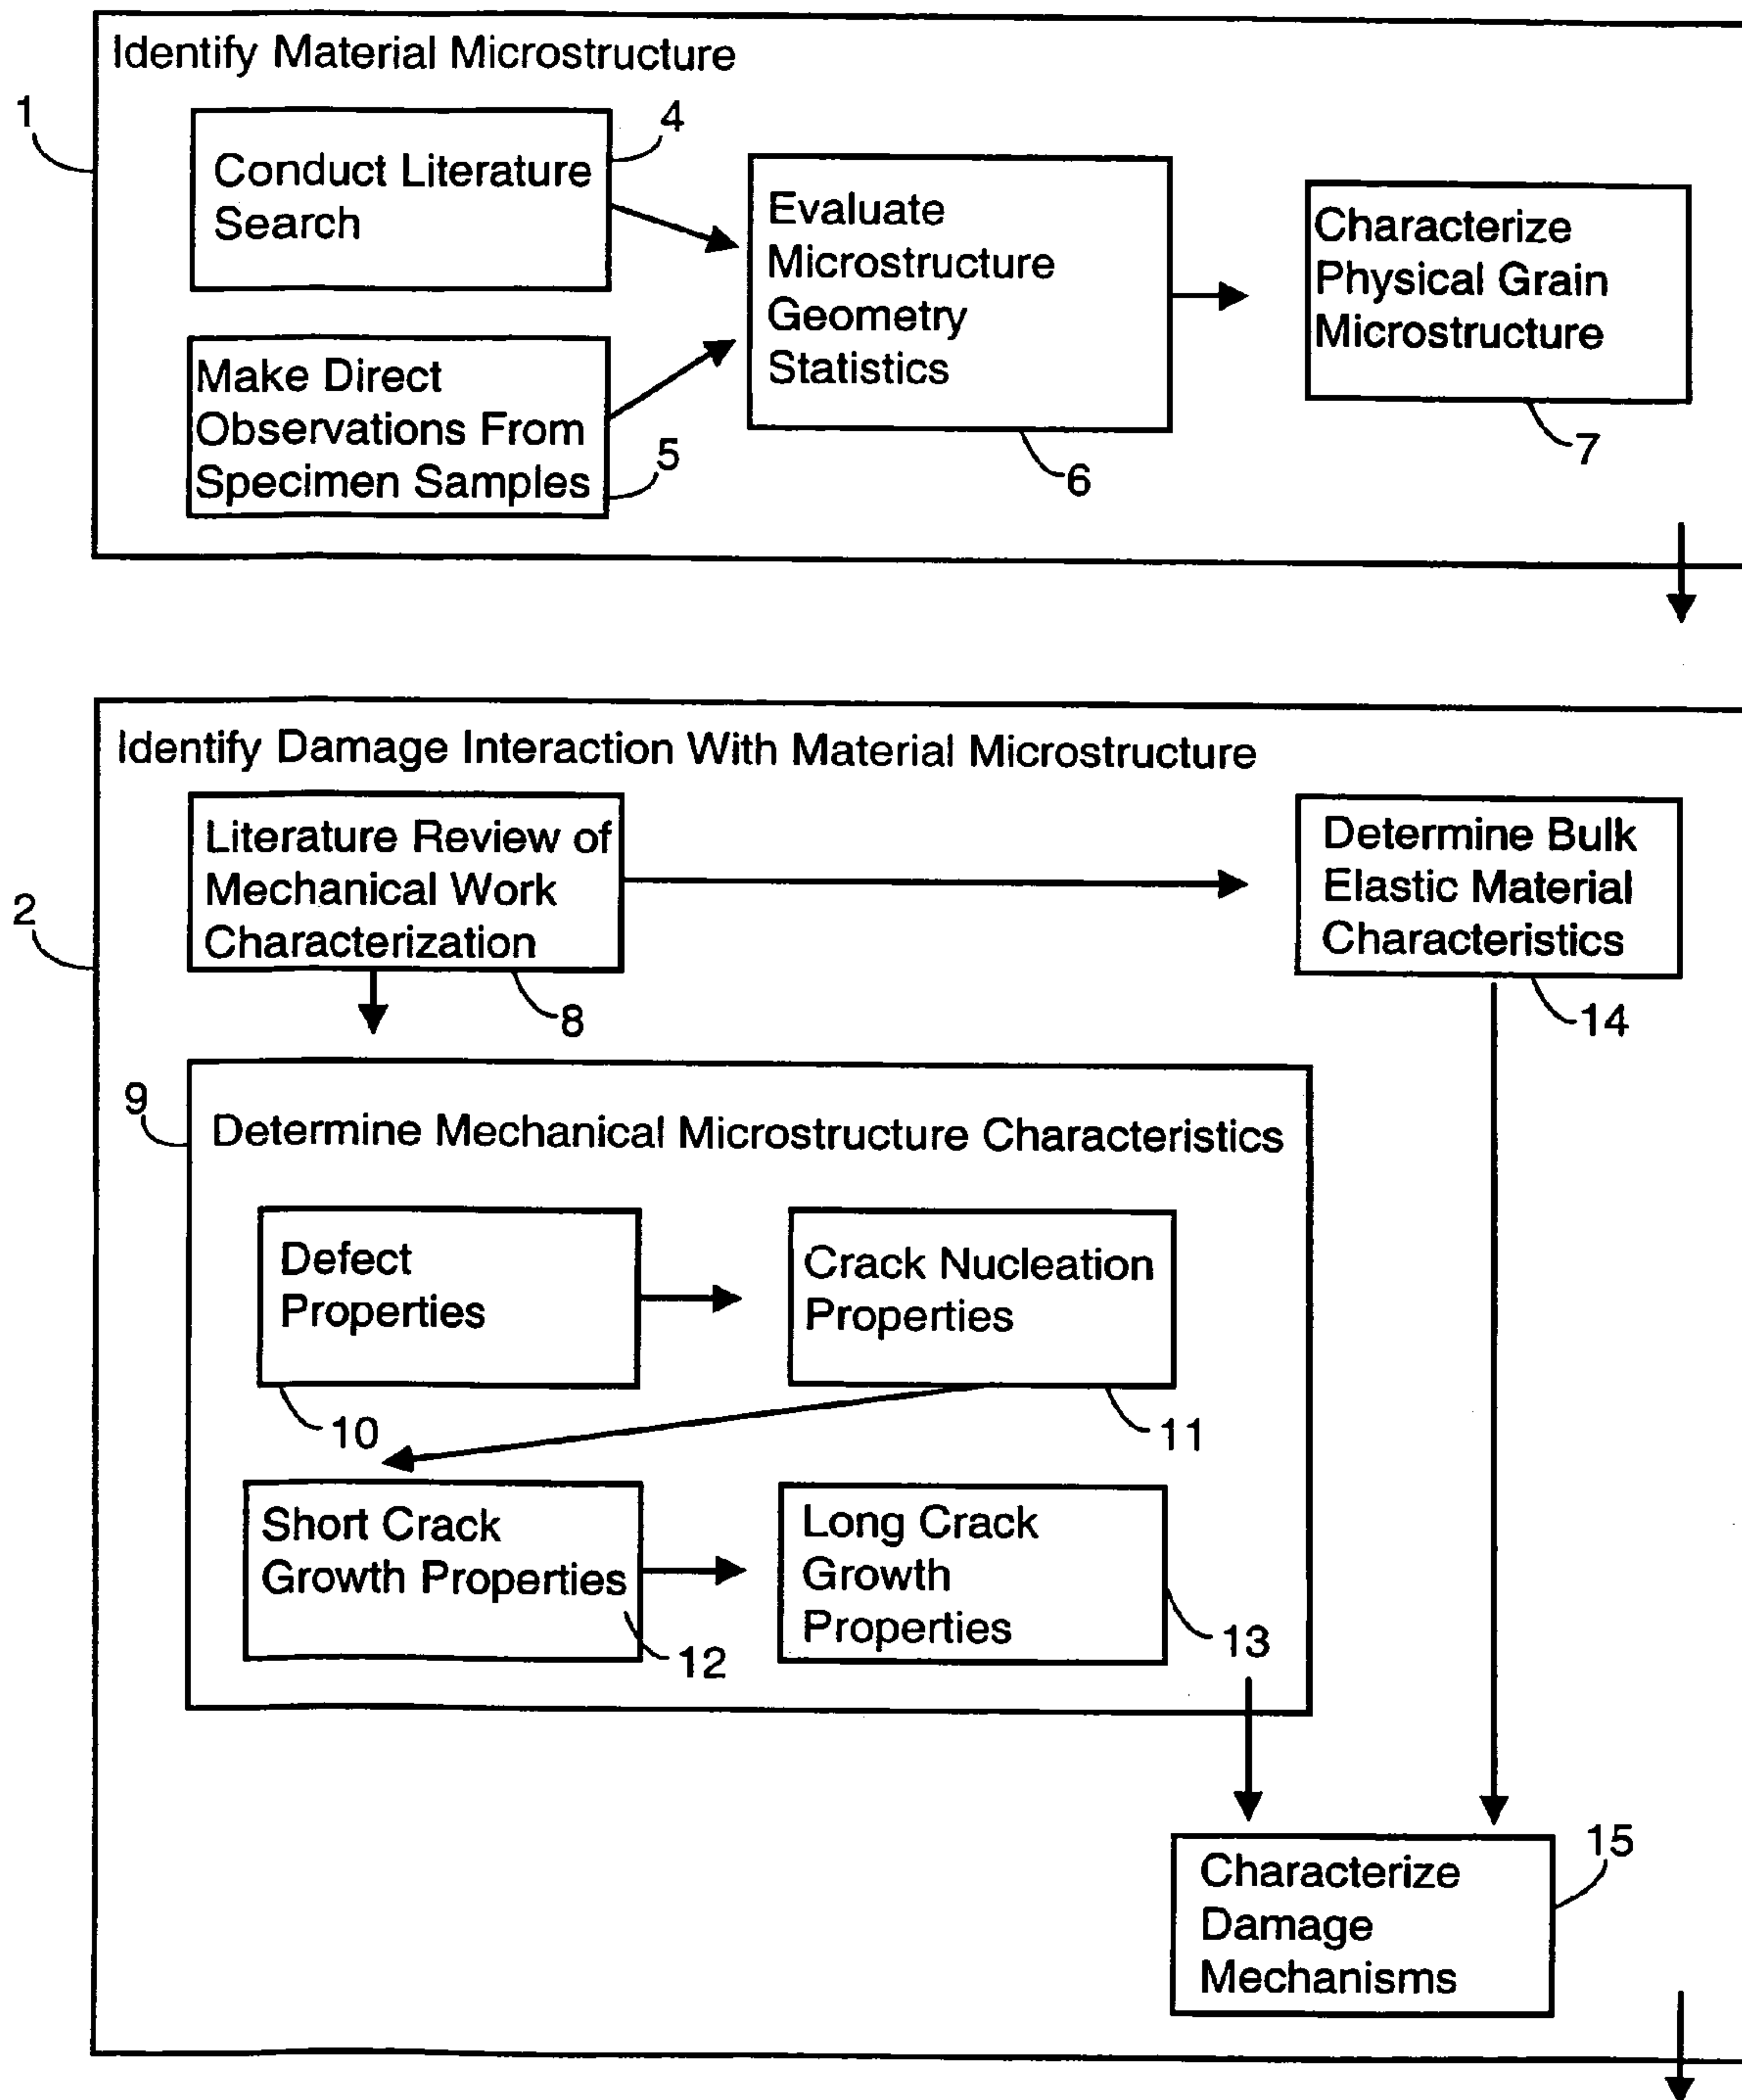 Identify Material Microstructure
1
4
Conduct Literature
Search
Evaluate
Microstructure
Geometry
Statistics
Characterize
Physical Grain
Microstructure
Make Direct
Observations From
Specimen Samples
5
6
7
Identify Damage Interaction With Material Microstructure
Literature Review of
Mechanical Work
Characterization
Determine Bulk
Elastic Material
Characteristics
2
8
14
9
Determine Mechanical Microstructure Characteristics
Defect
Properties
Crack Nucleation
Properties
10
11
Short Crack
Growth Properties
Long Crack
Growth
Properties
12
13
15
Characterize
Damage
Mechanisms